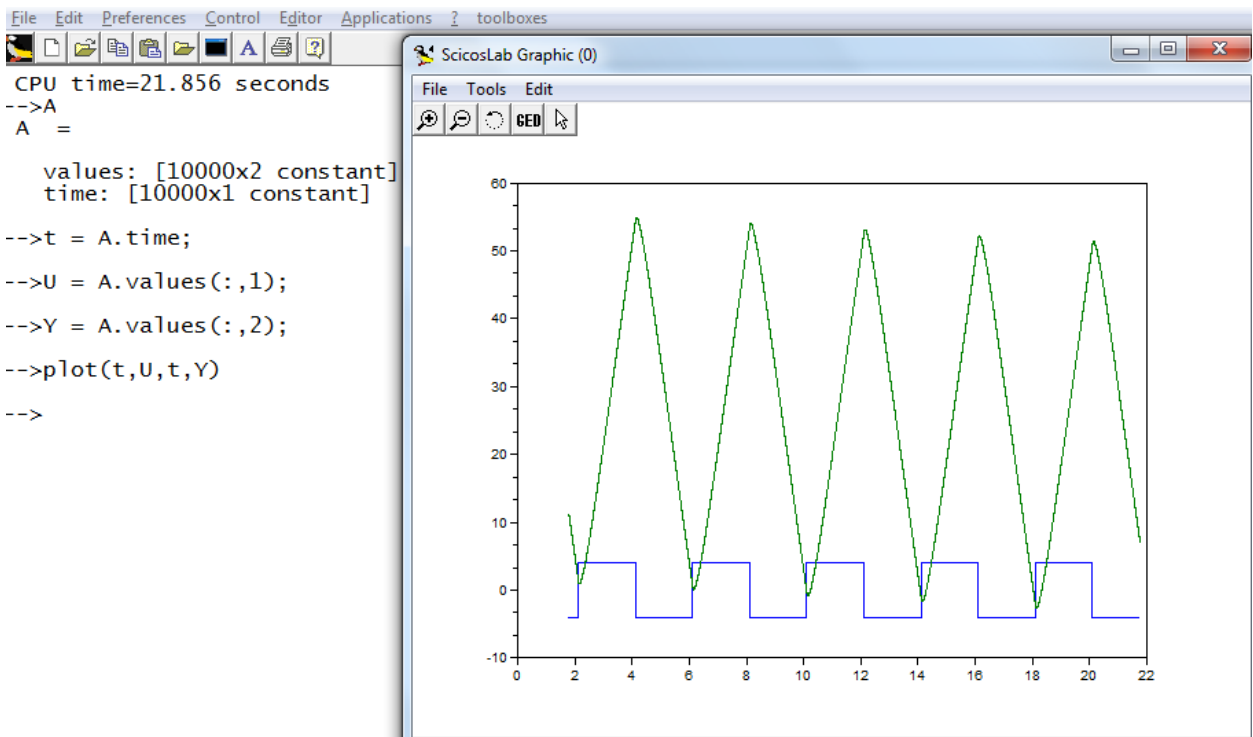 File Edit Preferences Control Editor Applications ? toolboxes
A
CPU time=21.856 seconds
-->A
A =
values: [10000x2 constant]
time: [10000x1 constant]
-->t = A.time;
-->U = A.values(:,1);
-->Y = A.values(:,2);
-->plot(t,U,t,Y)
-->
ScicosLab Graphic (0)
File Tools Edit
GED
60
50
40
30
20
10
0
-10
0 2 4 6 8 10 12 14 16 18 20 22